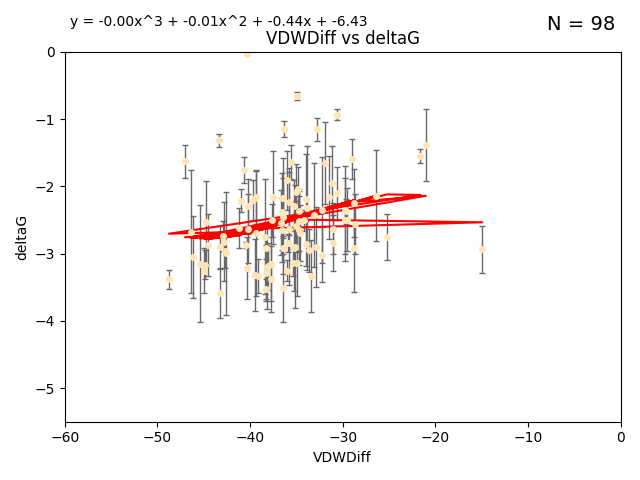 y = -0.00x^3 + -0.01x^2 + -0.44x + -6.43
N = 98
VDWDiff vs deltaG
0
−1
−2
−3
−4
−5
deltaG
−60 −50 −40 −30 −20 −10 0
VDWDiff